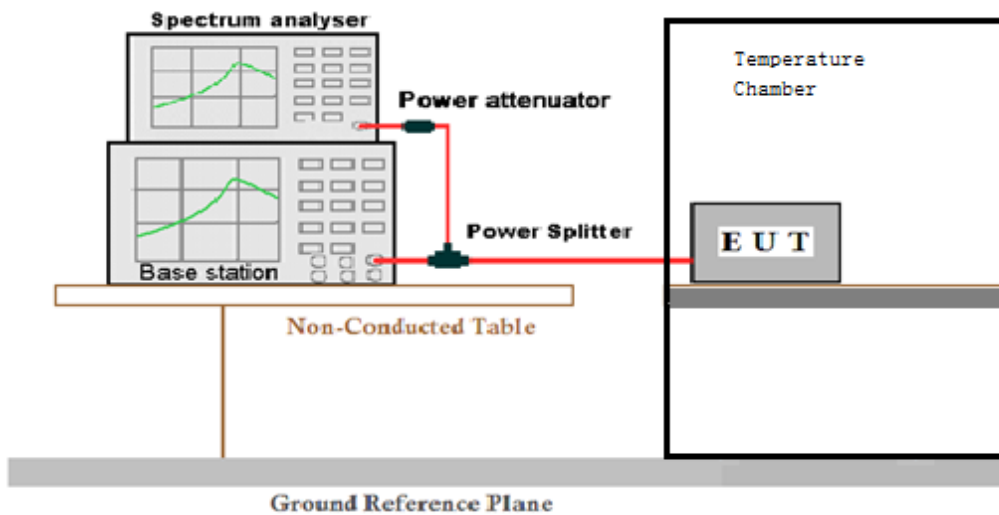 Spectrum analyser
Temperature
Chamber
Power attenuator
Power Splitter
E U T
Base station
Non-Conducted Table
Ground Reference Plane